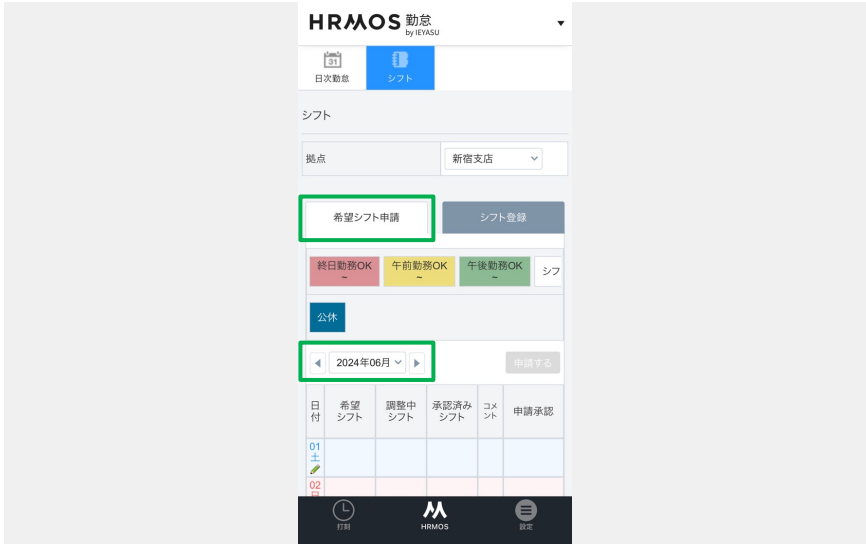 HRMOS 勤怠
by IEYASU
31
日次勤怠
シフト
シフト
拠点
新宿支店
希望シフト申請
シフト登録
終日勤務OK
~
午前勤務OK
~
午後勤務OK
~
シフ
公休
2024年06月
申請する
日付
希望
シフト
調整中
シフト
承認済み
シフト
コメント
申請承認
01
土
02
日
打刻
HRMOS
設定